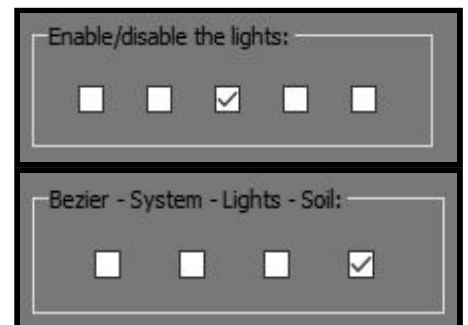 Enable/disable the lights:
Bezier - System - Lights - Soil: